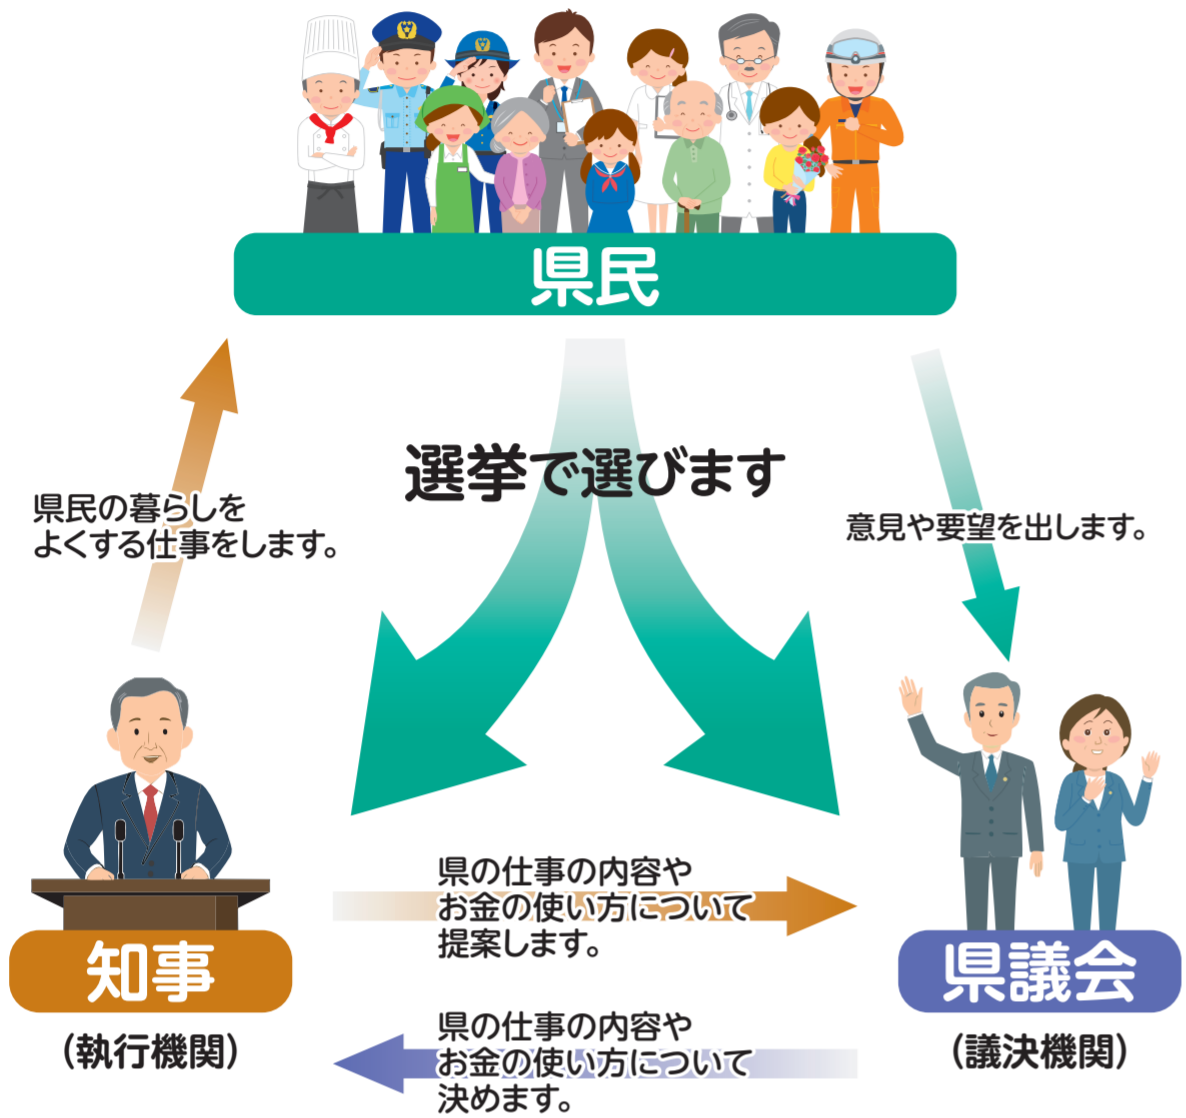 県民
選挙で選びます
県民の暮らしを
よくする仕事をします。
意見や要望を出します。
県の仕事の内容や
お金の使い方について
提案します。
知事
(執行機関)
県議会
(議決機関)
県の仕事の内容や
お金の使い方について
決めます。